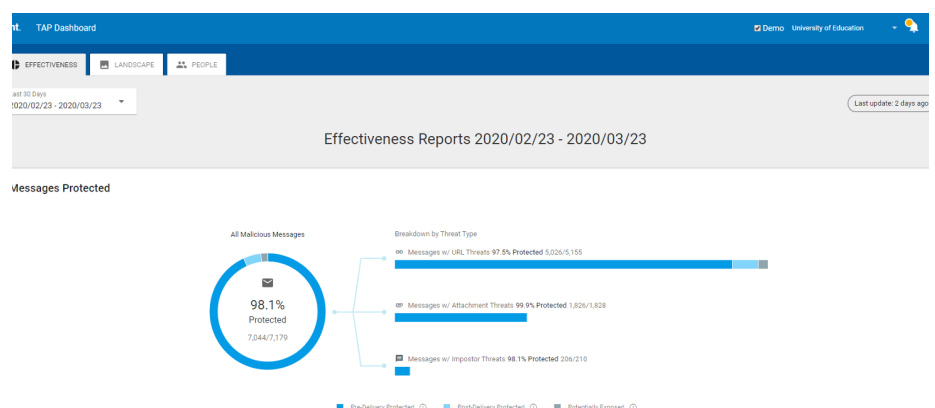 nt. TAP Dashboard
Demo University of Education
EFFECTIVENESS LANDSCAPE PEOPLE
Last 30 Days
2020/02/23 - 2020/03/23
Last update: 2 days ago
Effectiveness Reports 2020/02/23 - 2020/03/23
Messages Protected
All Malicious Messages
Breakdown by Threat Type
Messages w/ URL Threats 97.5% Protected 5,026/5,155
98.1%
Protected
7,044/7,179
Messages w/ Attachment Threats 99.9% Protected 1,826/1,828
Messages w/ Impostor Threats 98.1% Protected 206/210
Pre-Delivery Protected Post-Delivery Protected Potentially Exposed